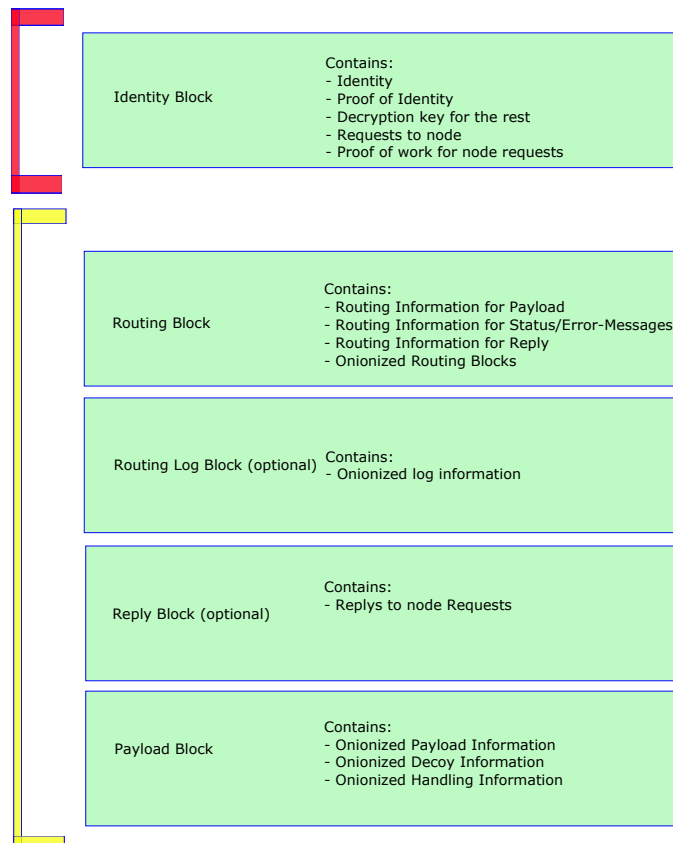 Identity Block
Contains:
- Identity
- Proof of Identity
- Decryption key for the rest
- Requests to node
- Proof of work for node requests
Routing Block
Contains:
- Routing Information for Payload
- Routing Information for Status/Error-Messages
- Routing Information for Reply
- Onionized Routing Blocks
Routing Log Block (optional)
Contains:
- Onionized log information
Reply Block (optional)
Contains:
- Replys to node Requests
Payload Block
Contains:
- Onionized Payload Information
- Onionized Decoy Information
- Onionized Handling Information